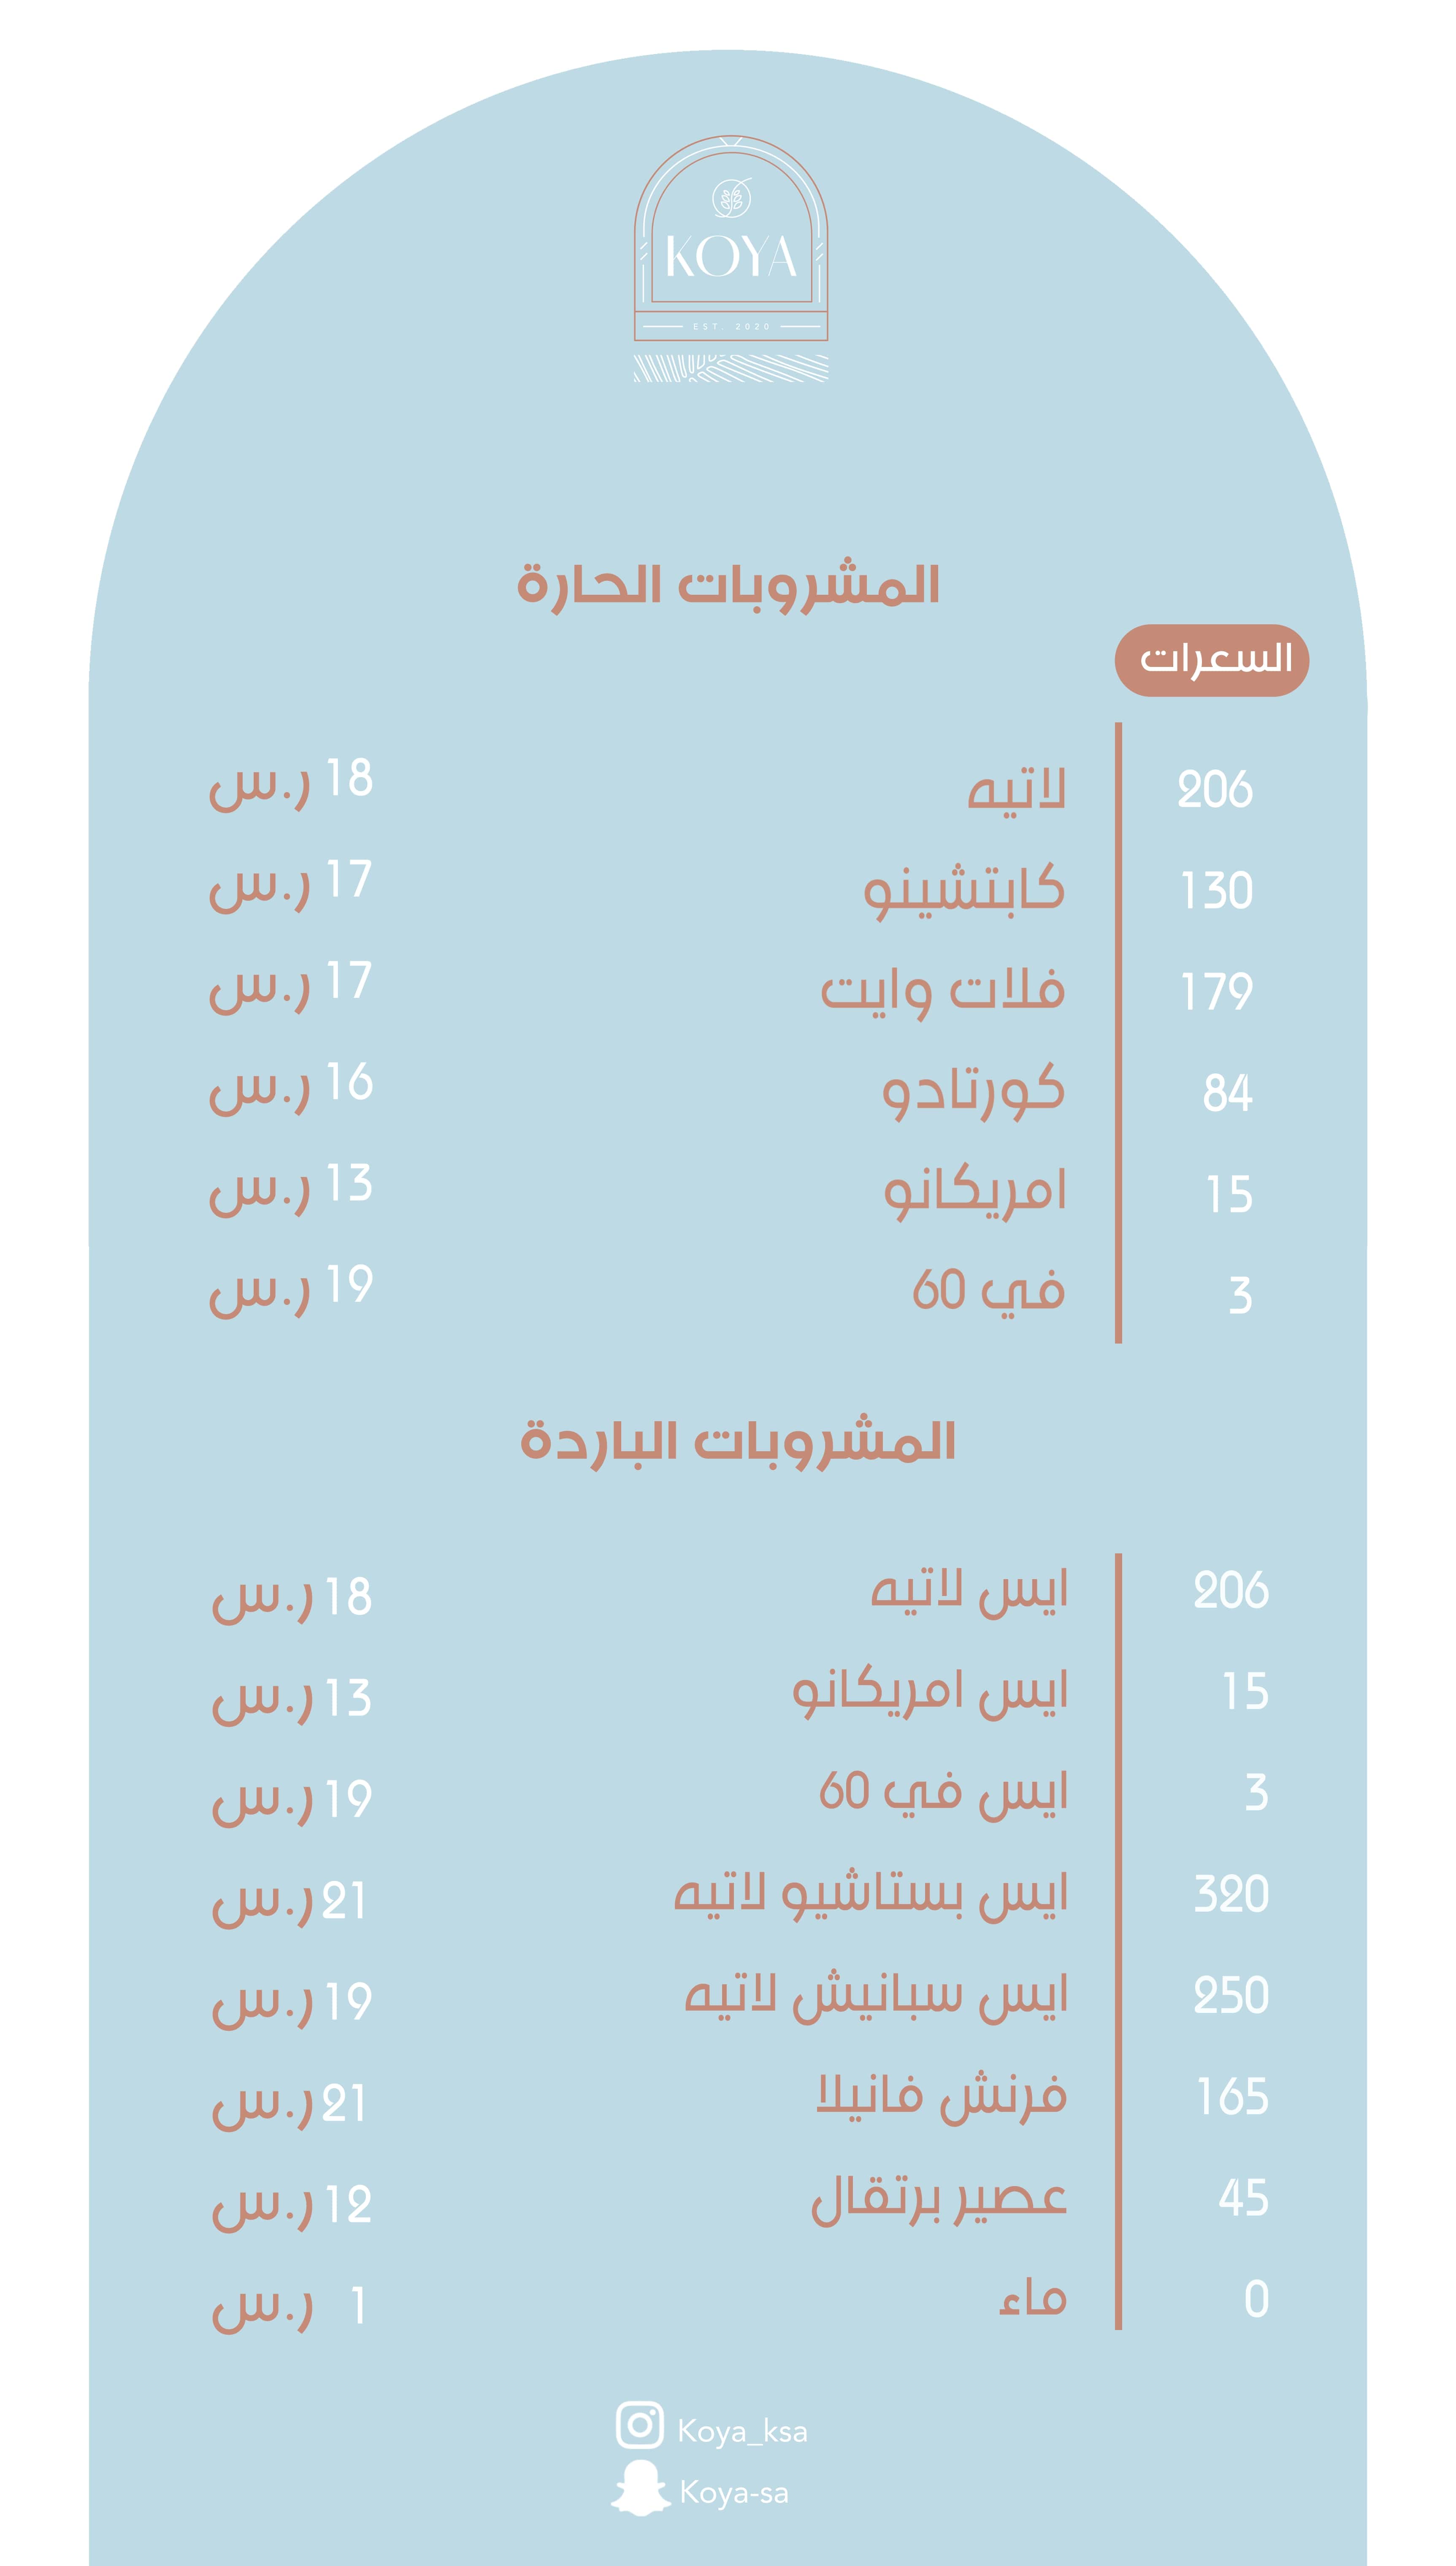 KOYA
EST. 2020
المشروبات الحارة
السعرات
206 لاتيه 18 ر.س
130 كابتشينو 17 ر.س
179 فلات وايت 17 ر.س
84 كورتادو 16 ر.س
15 امريكانو 13 ر.س
3 في 60 19 ر.س
المشروبات الباردة
206 ايس لاتيه 18 ر.س
15 ايس امريكانو 13 ر.س
3 ايس في 60 19 ر.س
320 ايس بستاشيو لاتيه 21 ر.س
250 ايس سبانيش لاتيه 19 ر.س
165 فرنش فانيلا 21 ر.س
45 عصير برتقال 12 ر.س
0 ماء 1 ر.س
Koya_ksa
Koya-sa